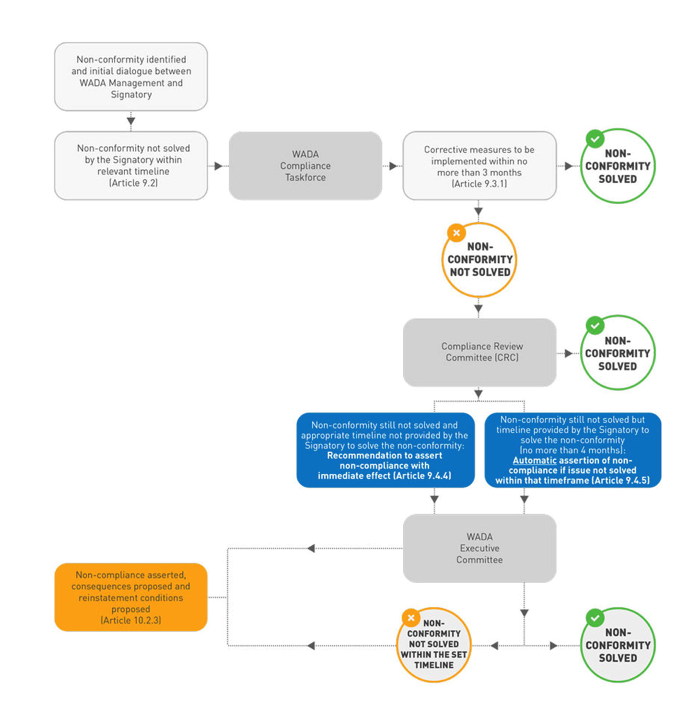 Non-conformity identified
and initial dialogue between
WADA Management and
Signatory
Non-conformity not solved
by the Signatory within
relevant timeline
(Article 9.2)
WADA
Compliance
Taskforce
Corrective measures to be
implemented within no
more than 3 months
(Article 9.3.1)
NON-
CONFORMITY
SOLVED
NON-
CONFORMITY
NOT SOLVED
Compliance Review
Committee (CRC)
NON-
CONFORMITY
SOLVED
Non-conformity still not solved and
appropriate timeline not provided by the
Signatory to solve the non-conformity:
Recommendation to assert
non-compliance with
immediate effect (Article 9.4.4)
Non-conformity still not solved but
timeline provided by the Signatory to
solve the non-conformity
(no more than 4 months):
Automatic assertion of non-
compliance if issue not solved
within that timeframe (Article 9.4.5)
WADA
Executive
Committee
Non-compliance asserted,
consequences proposed and
reinstatement conditions
proposed
(Article 10.2.3)
NON-
CONFORMITY
NOT SOLVED
WITHIN THE SET
TIMELINE
NON-
CONFORMITY
SOLVED